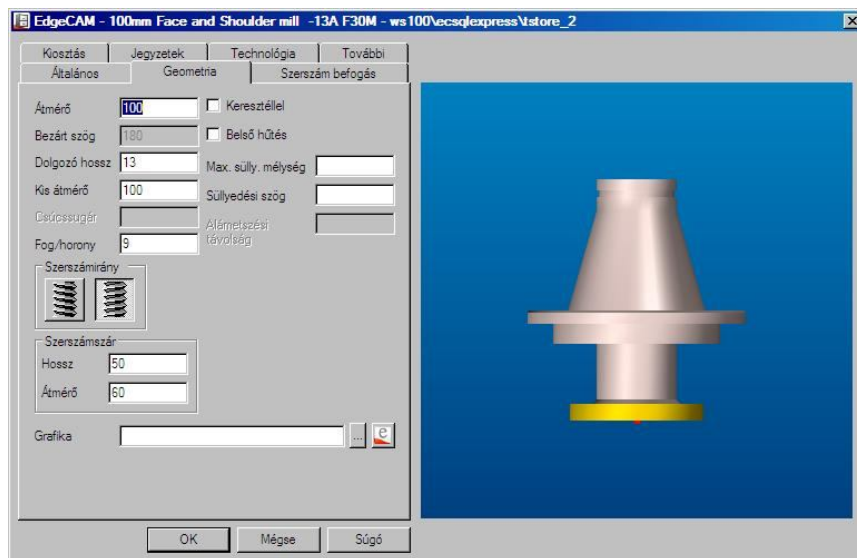 EdgeCAM - 100mm Face and Shoulder mill -13A F30M - ws100\ecsqlexpress\tstore_2
Kiosztás Jegyzetek Technológia További
Általános Geometria Szerszám befogás
Átmérő 100 Keresztéllel
Bezárt szög 180 Belső hűtés
Dolgozó hossz 13 Max. sülly. mélység
Kis átmérő 100 Süllyedési szög
Csúcssugár Alámetszési
távolság
Fog/horony 9
Szerszámirány
Szerszámszár
Hossz 50
Átmérő 60
Grafika ... e
OK Mégse Súgó